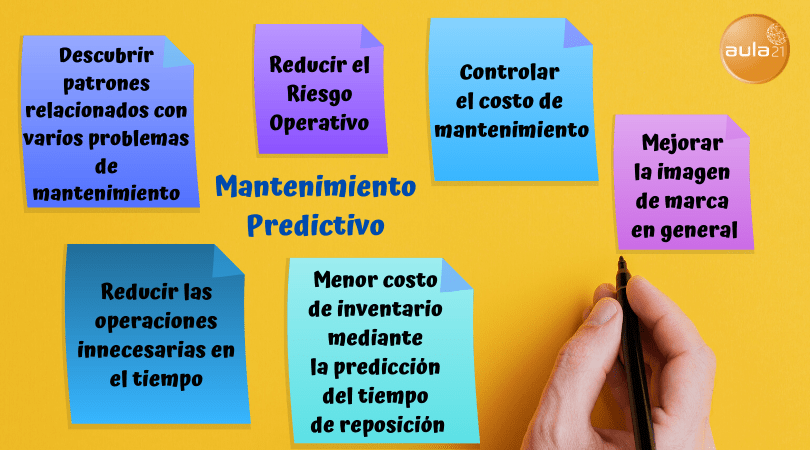 Descubrir
patrones
relacionados con
varios problemas
de
mantenimiento
Reducir el
Riesgo
Operativo
Controlar
el costo de
mantenimiento
aula21
Mejorar
la imagen
de marca
en general
Mantenimiento
Predictivo
Reducir las
operaciones
innecesarias en
el tiempo
Menor costo
de inventario
mediante
la predicción
del tiempo
de reposición